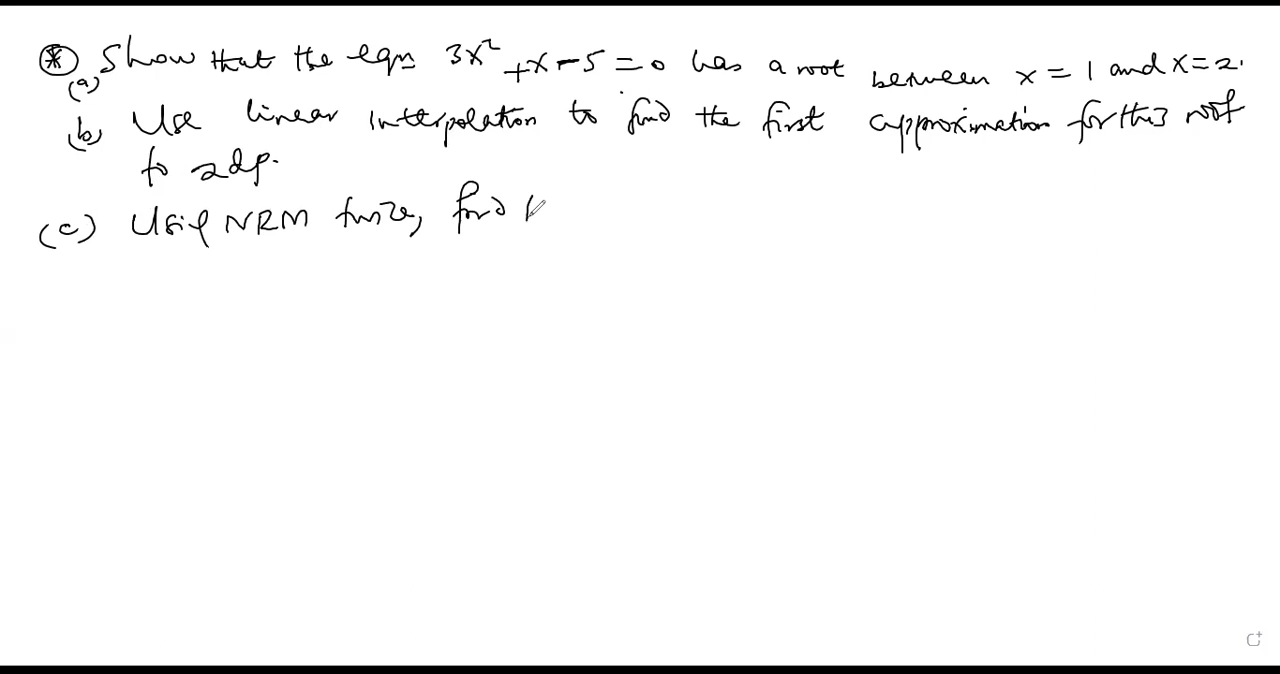 * (a) Show that the eqn 3x² + x - 5 = 0 has a root between x = 1 and x = 2.
(b) Use linear interpolation to find the first approximation for this root
to 2dp.
(c) Using NRM twice, find